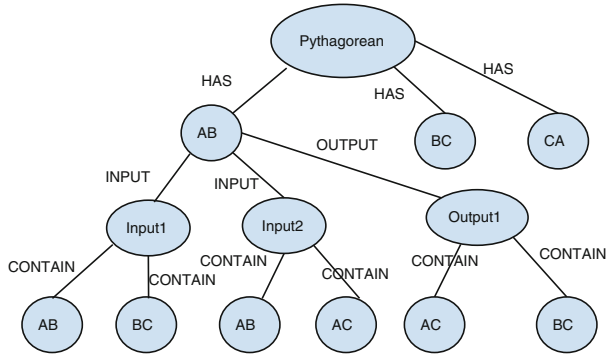 Pythagorean
HAS
HAS
HAS
AB
BC
CA
OUTPUT
INPUT
INPUT
Input1
Input2
Output1
CONTAIN
CONTAIN
CONTAIN
CONTAIN
CONTAIN
CONTAIN
AB
BC
AB
AC
AC
BC